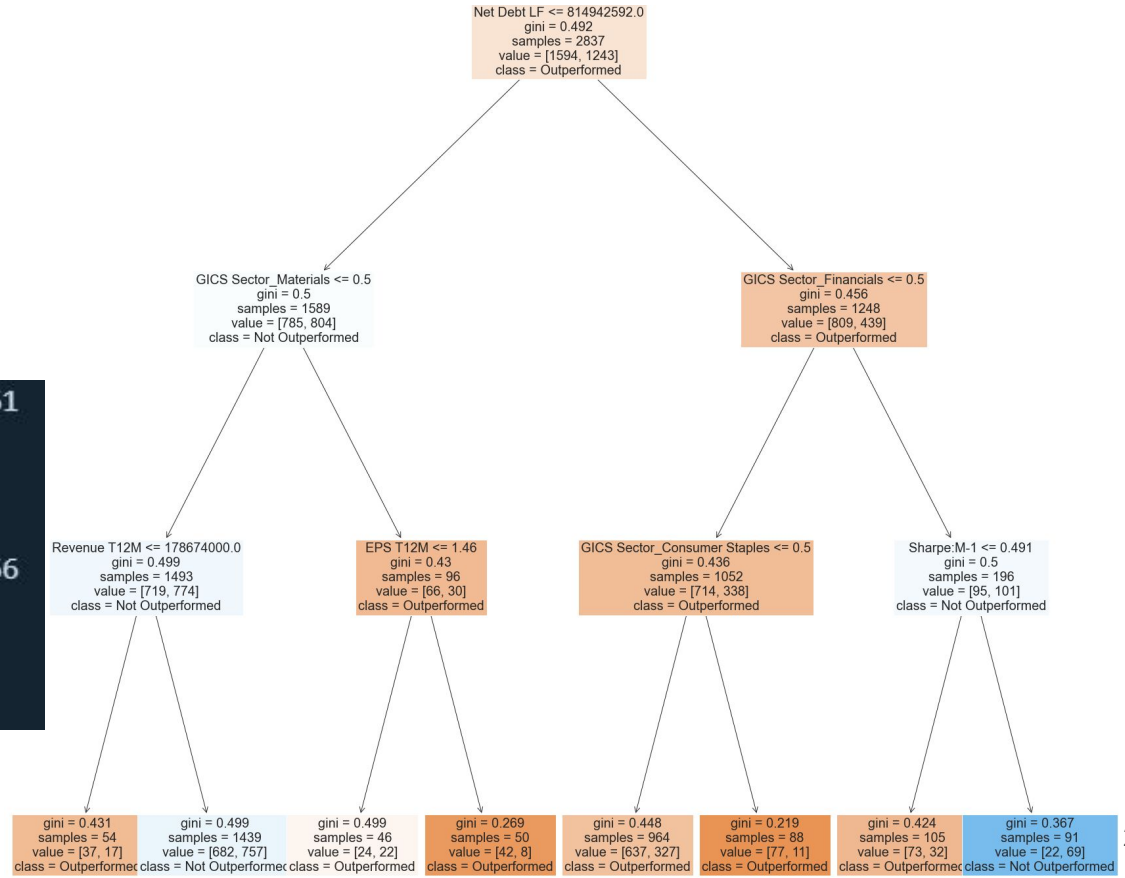 Net Debt LF <= 814942592.0
gini = 0.492
samples = 2837
value = [1594, 1243]
class = Outperformed
GICS Sector_Materials <= 0.5
gini = 0.5
samples = 1589
value = [785, 804]
class = Not Outperformed
GICS Sector_Financials <= 0.5
gini = 0.456
samples = 1248
value = [809, 439]
class = Outperformed
Revenue T12M <= 178674000.0
gini = 0.499
samples = 1493
value = [719, 774]
class = Not Outperformed
EPS T12M <= 1.46
gini = 0.43
samples = 96
value = [66, 30]
class = Outperformed
GICS Sector_Consumer Staples <= 0.5
gini = 0.436
samples = 1052
value = [714, 338]
class = Outperformed
Sharpe:M-1 <= 0.491
gini = 0.5
samples = 196
value = [95, 101]
class = Not Outperformed
gini = 0.431
samples = 54
value = [37, 17]
class = Outperformed
gini = 0.499
samples = 1439
value = [682, 757]
class = Not Outperformed
gini = 0.499
samples = 46
value = [24, 22]
class = Outperformed
gini = 0.269
samples = 50
value = [42, 8]
class = Outperformed
gini = 0.448
samples = 964
value = [637, 327]
class = Outperformed
gini = 0.219
samples = 88
value = [77, 11]
class = Outperformed
gini = 0.424
samples = 105
value = [73, 32]
class = Outperformed
gini = 0.367
samples = 91
value = [22, 69]
class = Not Outperformed